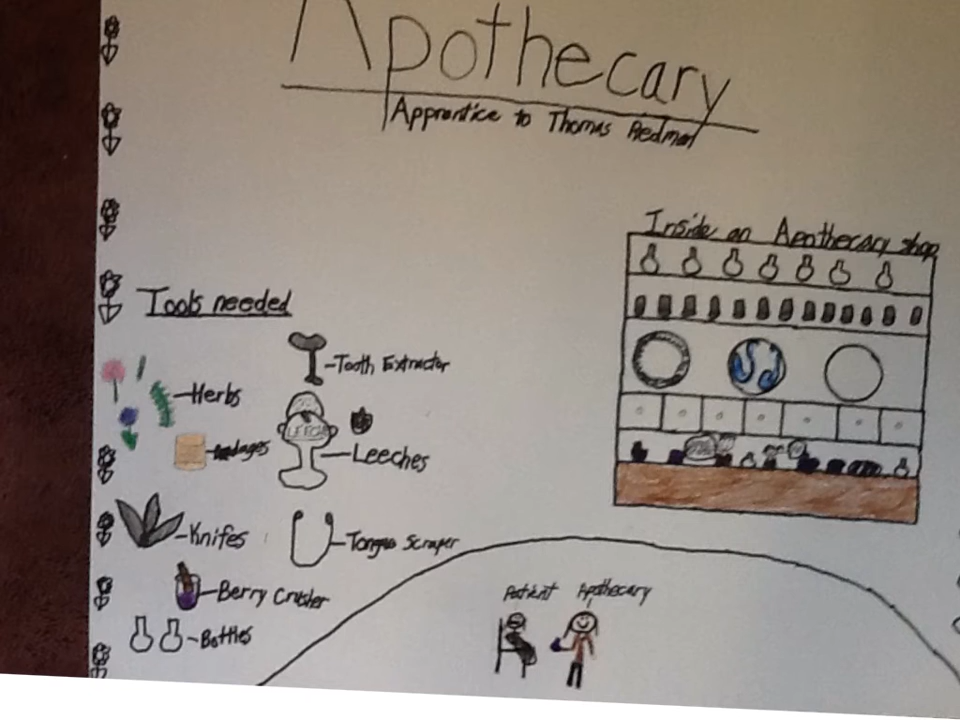 Apothecary
Apprentice to Thomas Redman
Inside an Apothecary shop
Tools needed
Tooth Extractor
Herbs
LEECH
Leeches
Knifes
Tongue Scraper
Berry Crusher
Bottles
Patient Apothecary